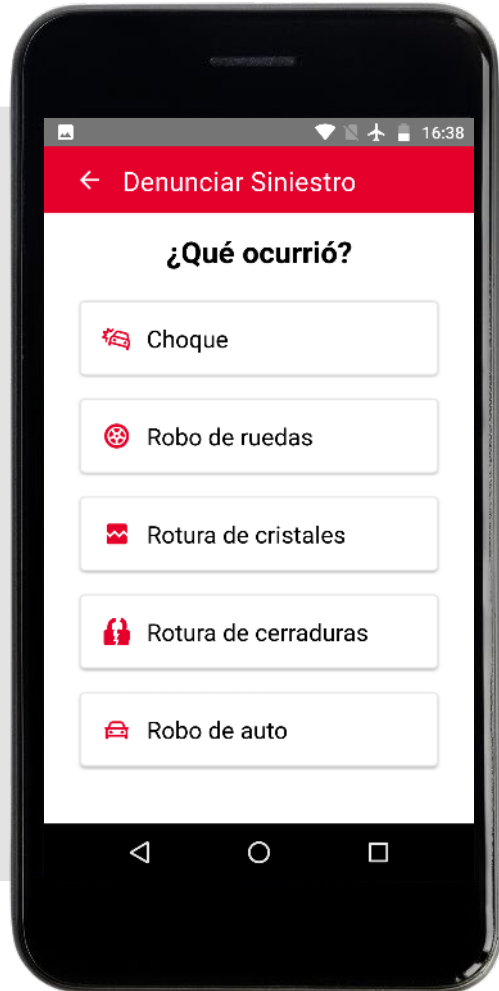 16:38
Denunciar Siniestro
¿Qué ocurrió?
Choque
Robo de ruedas
Rotura de cristales
Rotura de cerraduras
Robo de auto